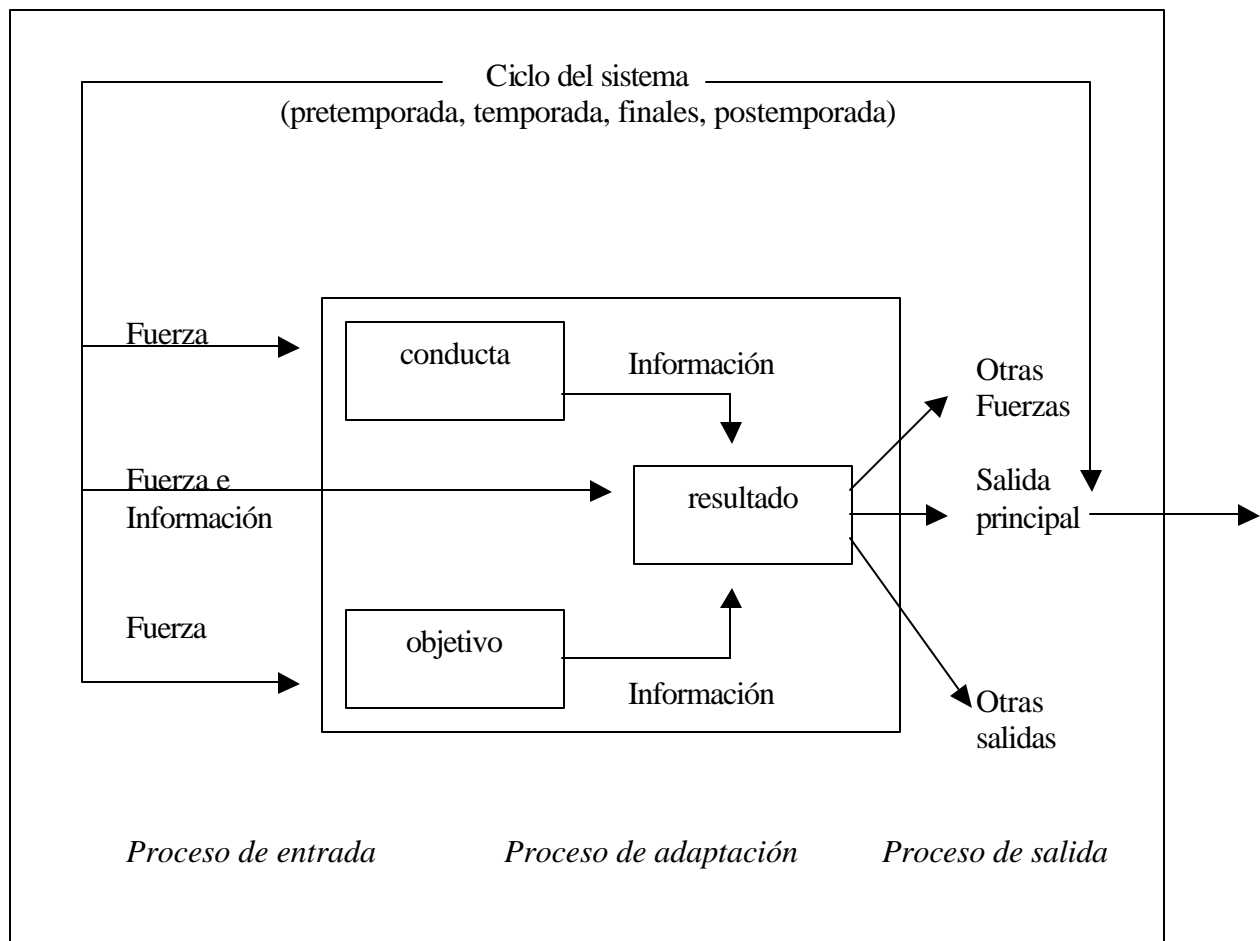 Ciclo del sistema
(pretemporada, temporada, finales, postemporada)
Fuerza
conducta
Información
Otras
Fuerzas
Fuerza e
Información
resultado
Salida
principal
Fuerza
objetivo
Información
Otras
salidas
Proceso de entrada
Proceso de adaptación
Proceso de salida